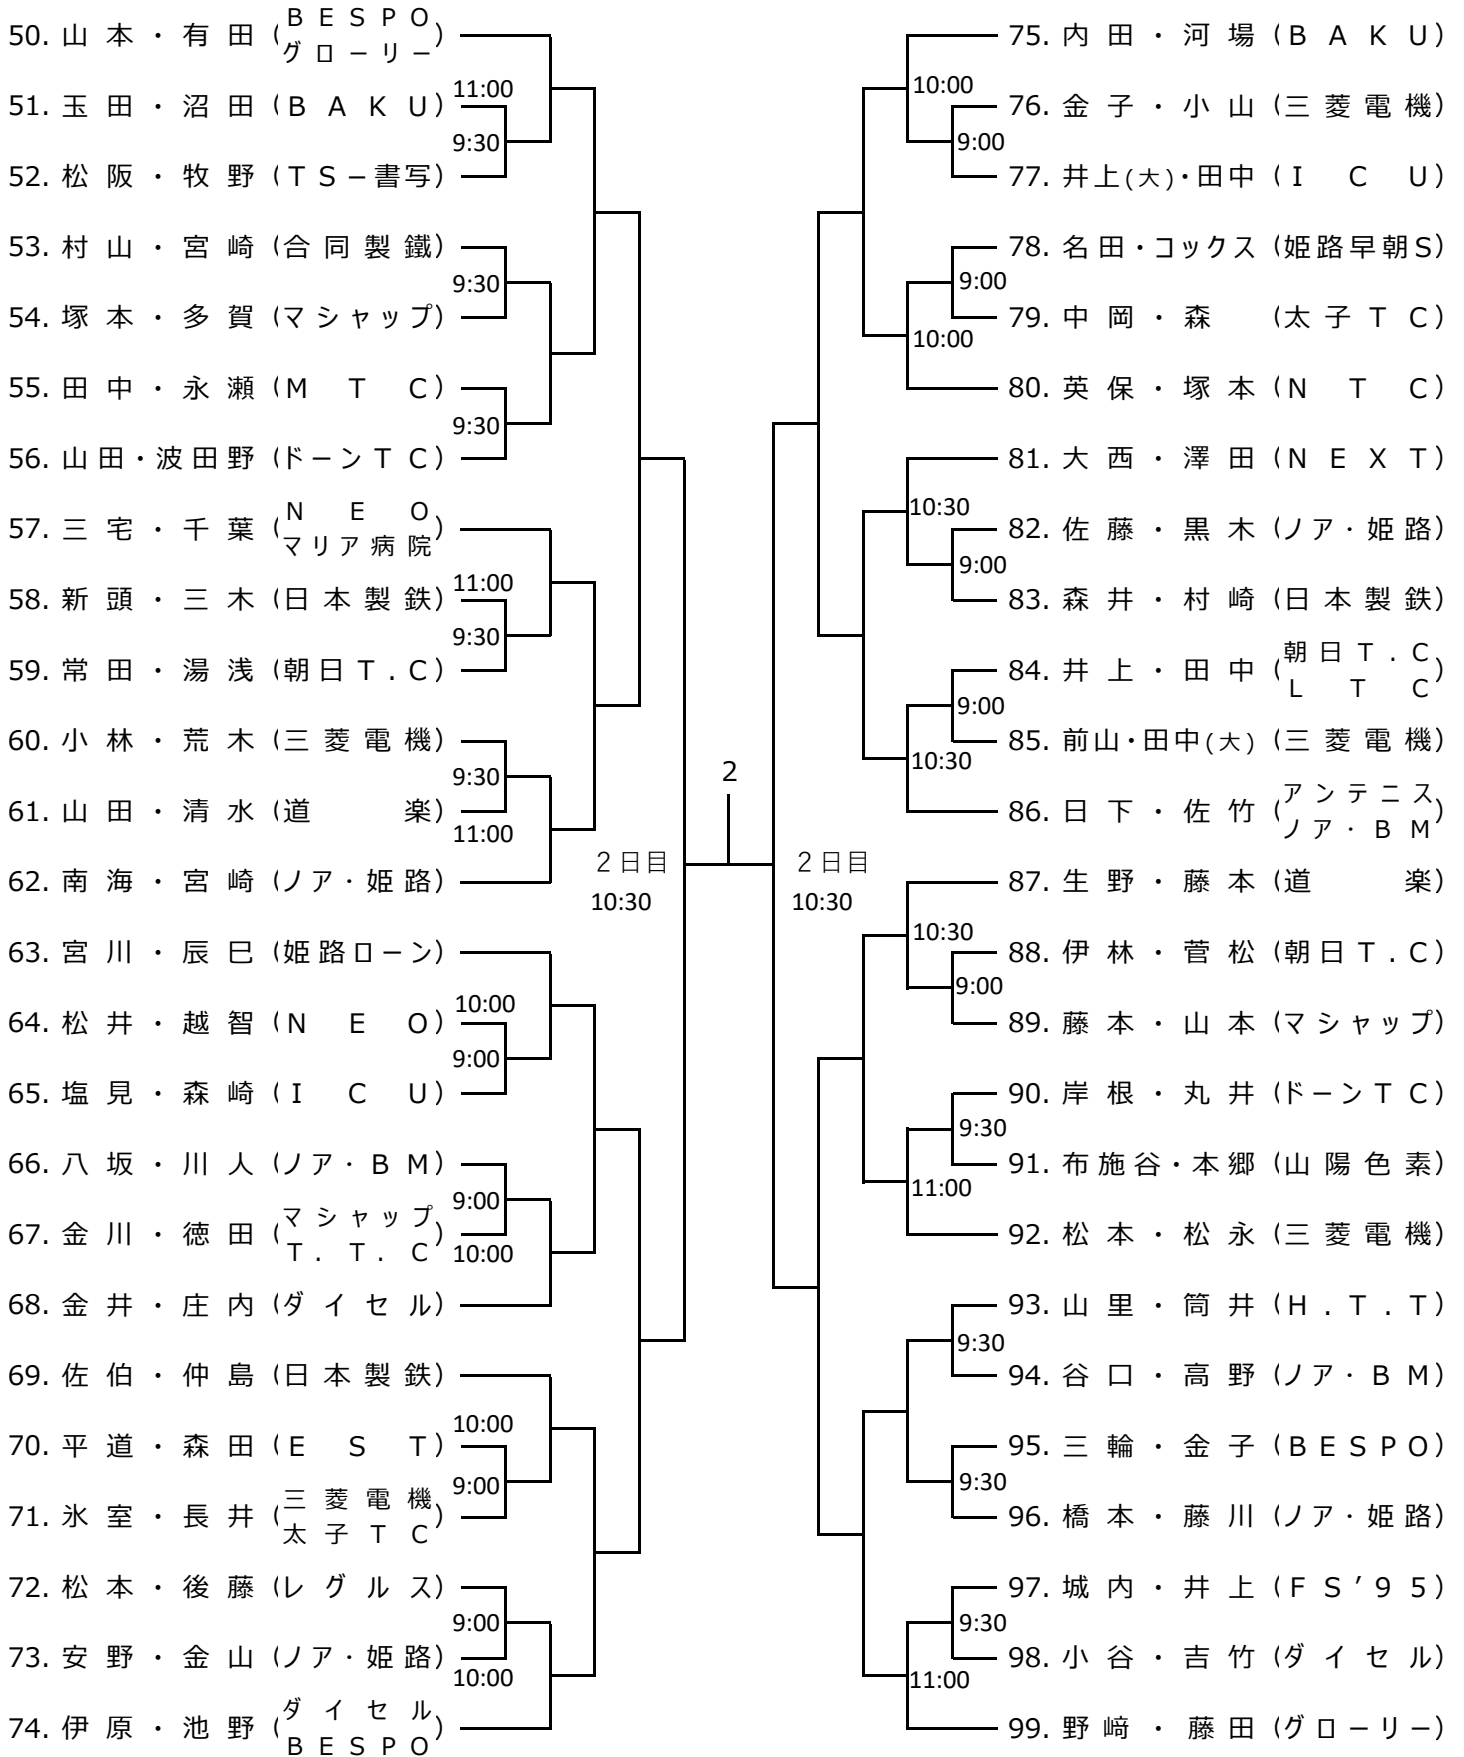 50. 山本・有田 (BESPO グローリー)
11:00
51. 玉田・沼田 (BAKU)
9:30
52. 松阪・牧野 (TS－書写)
53. 村山・宮崎 (合同製鐵)
9:30
54. 塚本・多賀 (マシャップ)
55. 田中・永瀬 (MTC)
9:30
56. 山田・波田野 (ドーンTC)
57. 三宅・千葉 (NEO マリア病院)
11:00
58. 新頭・三木 (日本製鉄)
9:30
59. 常田・湯浅 (朝日T.C)
60. 小林・荒木 (三菱電機)
9:30
61. 山田・清水 (道楽)
11:00
62. 南海・宮崎 (ノア・姫路)
63. 宮川・辰巳 (姫路ローン)
10:00
64. 松井・越智 (NEO)
9:00
65. 塩見・森崎 (ICU)
66. 八坂・川人 (ノア・BM)
9:00
67. 金川・徳田 (マシャップ T.T.C)
10:00
68. 金井・庄内 (ダイセル)
69. 佐伯・仲島 (日本製鉄)
10:00
70. 平道・森田 (EST)
9:00
71. 氷室・長井 (三菱電機 太子TC)
72. 松本・後藤 (レグルス)
9:00
73. 安野・金山 (ノア・姫路)
10:00
74. 伊原・池野 (ダイセル BESPO)
2日目
10:30
2
2日目
10:30
75. 内田・河場 (BAKU)
10:00
76. 金子・小山 (三菱電機)
9:00
77. 井上(大)・田中 (ICU)
78. 名田・コックス (姫路早朝S)
9:00
79. 中岡・森 (太子TC)
10:00
80. 英保・塚本 (NTC)
81. 大西・澤田 (NEXT)
10:30
82. 佐藤・黒木 (ノア・姫路)
9:00
83. 森井・村崎 (日本製鉄)
84. 井上・田中 (朝日T.C LTC)
9:00
85. 前山・田中(大) (三菱電機)
10:30
86. 日下・佐竹 (アンテニス ノア・BM)
87. 生野・藤本 (道楽)
10:30
88. 伊林・菅松 (朝日T.C)
9:00
89. 藤本・山本 (マシャップ)
90. 岸根・丸井 (ドーンTC)
9:30
91. 布施谷・本郷 (山陽色素)
11:00
92. 松本・松永 (三菱電機)
93. 山里・筒井 (H.T.T)
9:30
94. 谷口・高野 (ノア・BM)
95. 三輪・金子 (BESPO)
9:30
96. 橋本・藤川 (ノア・姫路)
97. 城内・井上 (FS’95)
9:30
98. 小谷・吉竹 (ダイセル)
11:00
99. 野﨑・藤田 (グローリー)